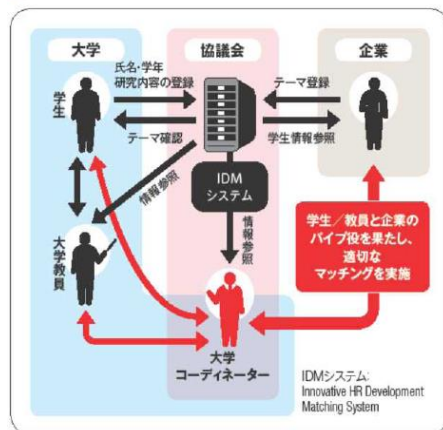 大学
協議会
企業
氏名・学年
研究内容の登録
テーマ登録
学生
テーマ確認
学生情報参照
IDM
システム
情報参照
情報参照
大学教員
学生／教員と企業の
パイプ役を果たし、
適切な
マッチングを実施
大学
コーディネーター
IDMシステム:
Innovative HR Development
Matching System